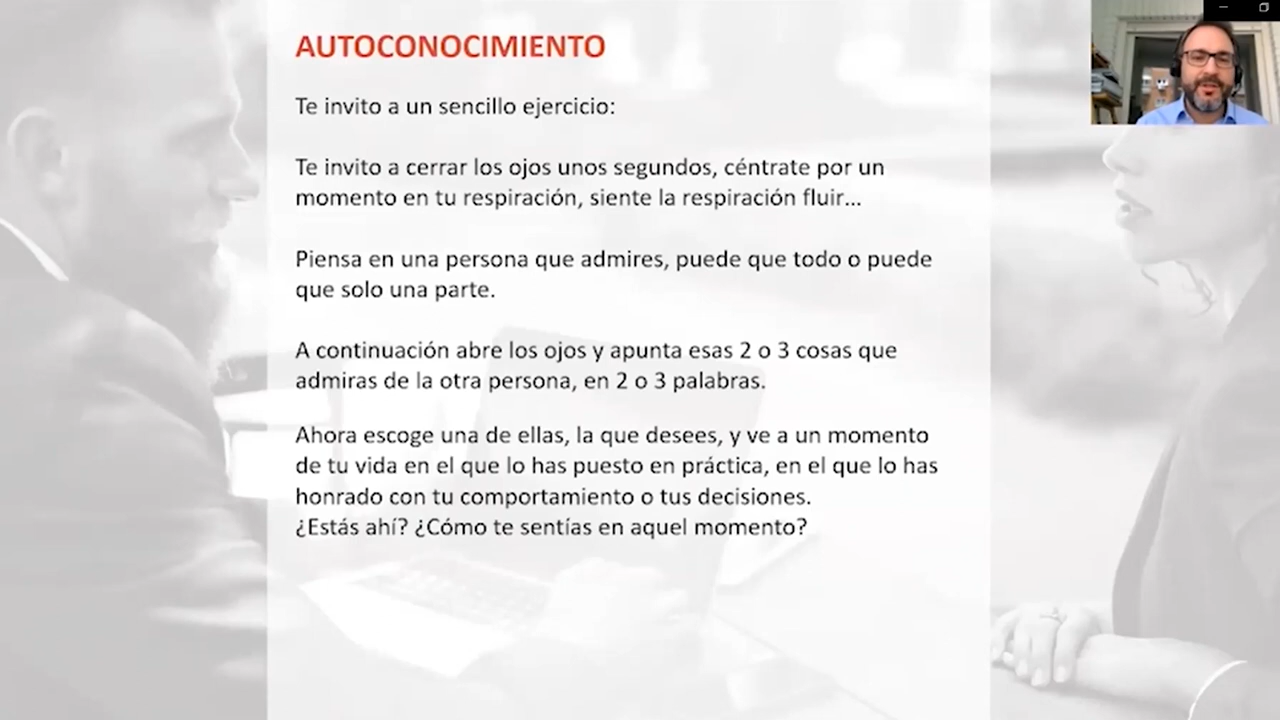 AUTOCONOCIMIENTO
Te invito a un sencillo ejercicio:
Te invito a cerrar los ojos unos segundos, céntrate por un
momento en tu respiración, siente la respiración fluir...
Piensa en una persona que admires, puede que todo o puede
que solo una parte.
A continuación abre los ojos y apunta esas 2 o 3 cosas que
admiras de la otra persona, en 2 o 3 palabras.
Ahora escoge una de ellas, la que desees, y ve a un momento
de tu vida en el que lo has puesto en práctica, en el que lo has
honrado con tu comportamiento o tus decisiones.
¿Estás ahí? ¿Cómo te sentías en aquel momento?